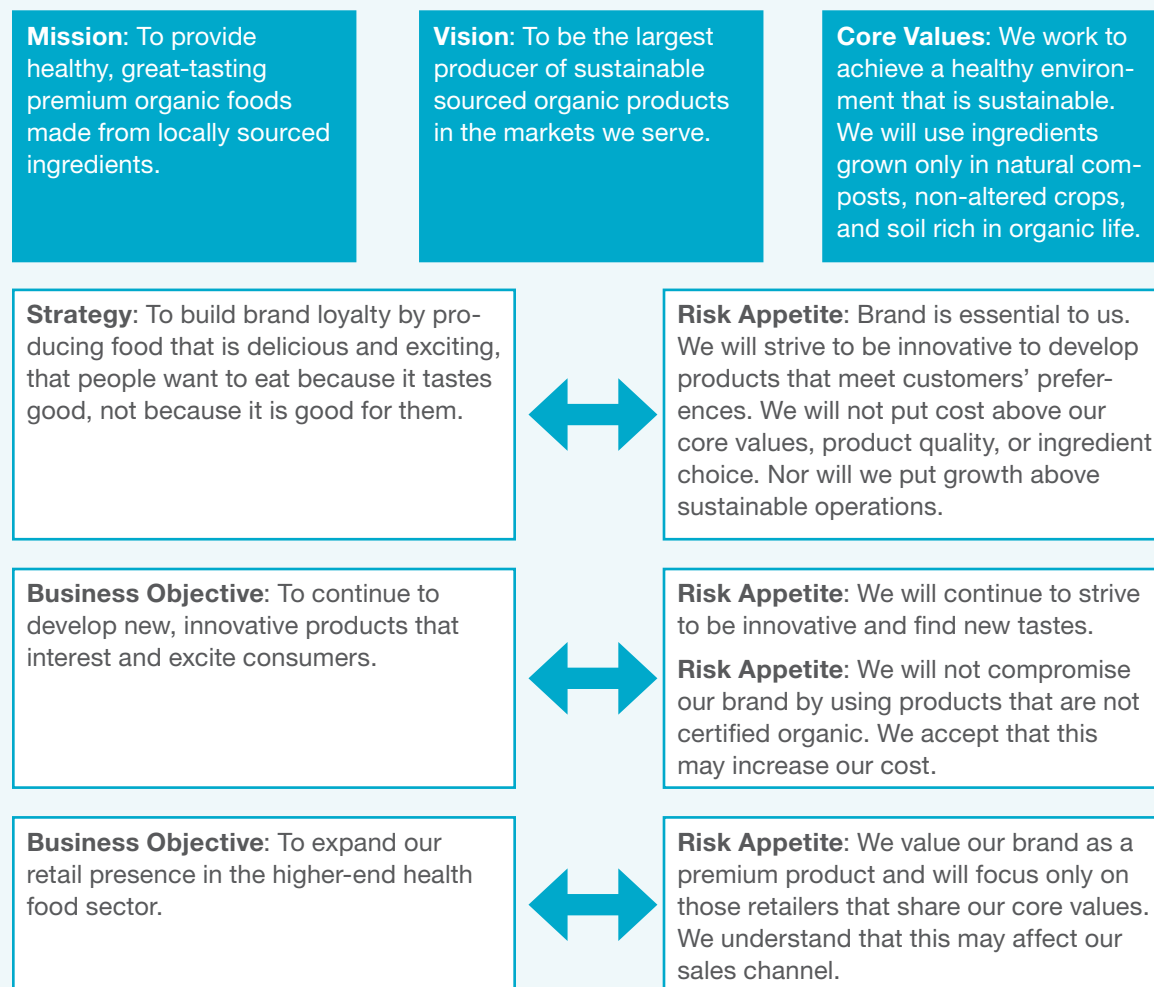 Mission: To provide
healthy, great-tasting
premium organic foods
made from locally sourced
ingredients.
Vision: To be the largest
producer of sustainable
sourced organic products
in the markets we serve.
Core Values: We work to
achieve a healthy environ-
ment that is sustainable.
We will use ingredients
grown only in natural com-
posts, non-altered crops,
and soil rich in organic life.
Strategy: To build brand loyalty by pro-
ducing food that is delicious and exciting,
that people want to eat because it tastes
good, not because it is good for them.
Risk Appetite: Brand is essential to us.
We will strive to be innovative to develop
products that meet customers’ prefer-
ences. We will not put cost above our
core values, product quality, or ingredient
choice. Nor will we put growth above
sustainable operations.
Business Objective: To continue to
develop new, innovative products that
interest and excite consumers.
Risk Appetite: We will continue to strive
to be innovative and find new tastes.
Risk Appetite: We will not compromise
our brand by using products that are not
certified organic. We accept that this
may increase our cost.
Business Objective: To expand our
retail presence in the higher-end health
food sector.
Risk Appetite: We value our brand as a
premium product and will focus only on
those retailers that share our core values.
We understand that this may affect our
sales channel.